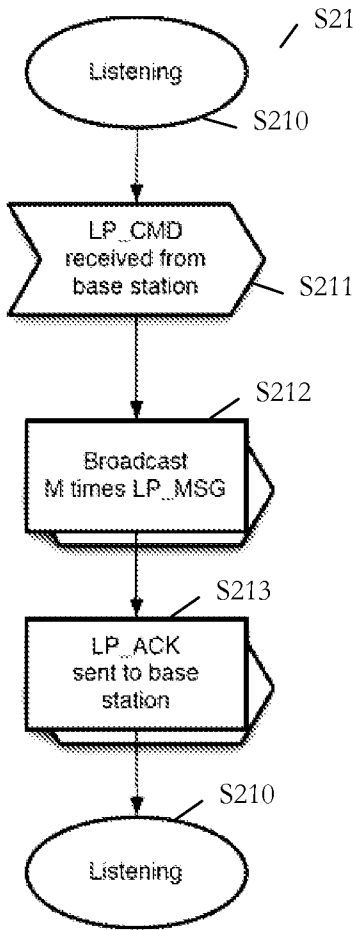 S21
Listening
S210
LP_CMD
received from
base station
S211
S212
Broadcast
M times LP_MSG
S213
LP_ACK
sent to base
station
S210
Listening